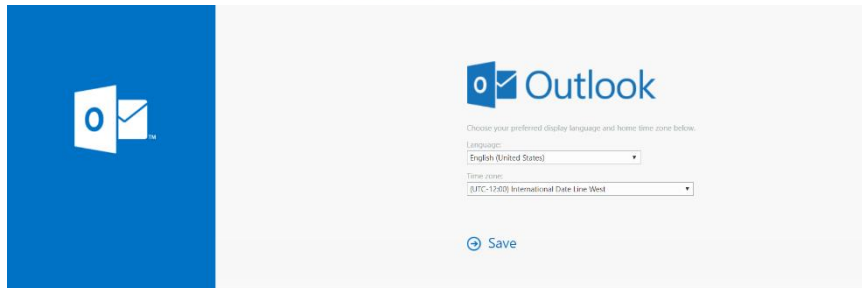 O
TM
O Outlook
Choose your preferred display language and home time zone below.
Language:
English (United States)
Time zone:
(UTC-12:00) International Date Line West
Save